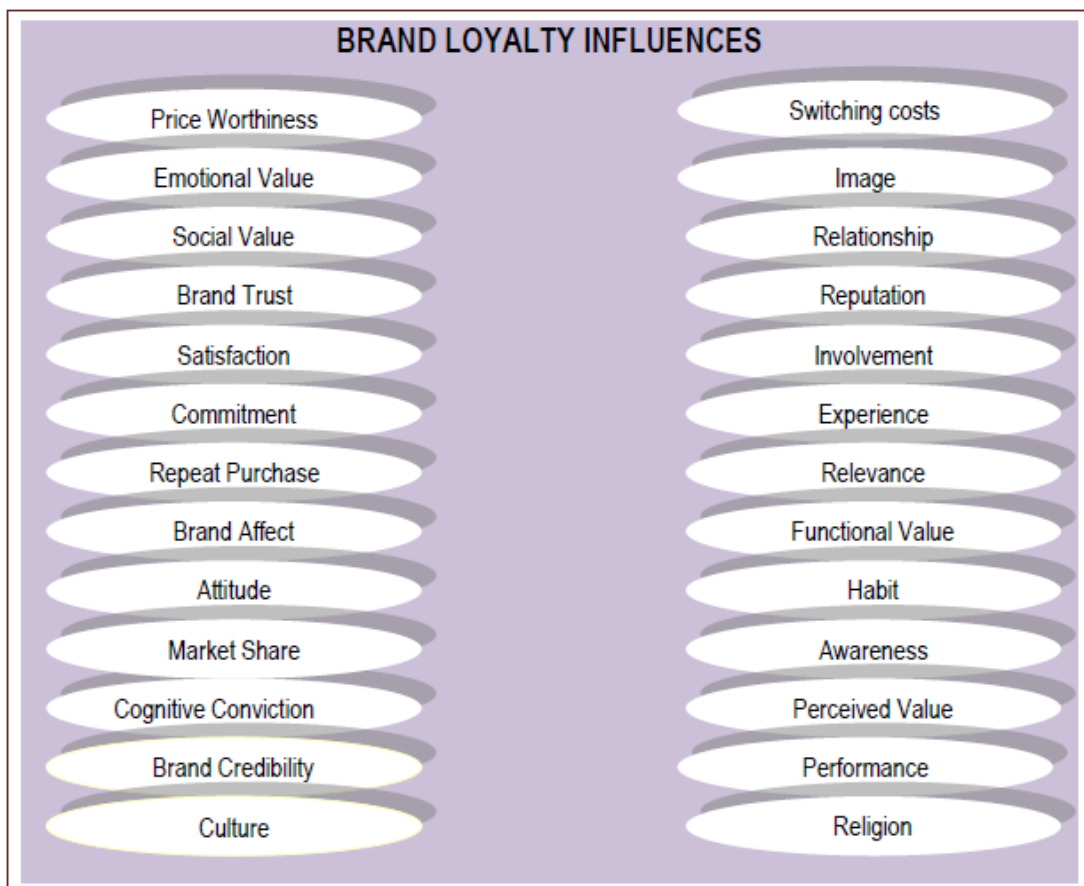 BRAND LOYALTY INFLUENCES
Price Worthiness
Emotional Value
Social Value
Brand Trust
Satisfaction
Commitment
Repeat Purchase
Brand Affect
Attitude
Market Share
Cognitive Conviction
Brand Credibility
Culture
Switching costs
Image
Relationship
Reputation
Involvement
Experience
Relevance
Functional Value
Habit
Awareness
Perceived Value
Performance
Religion